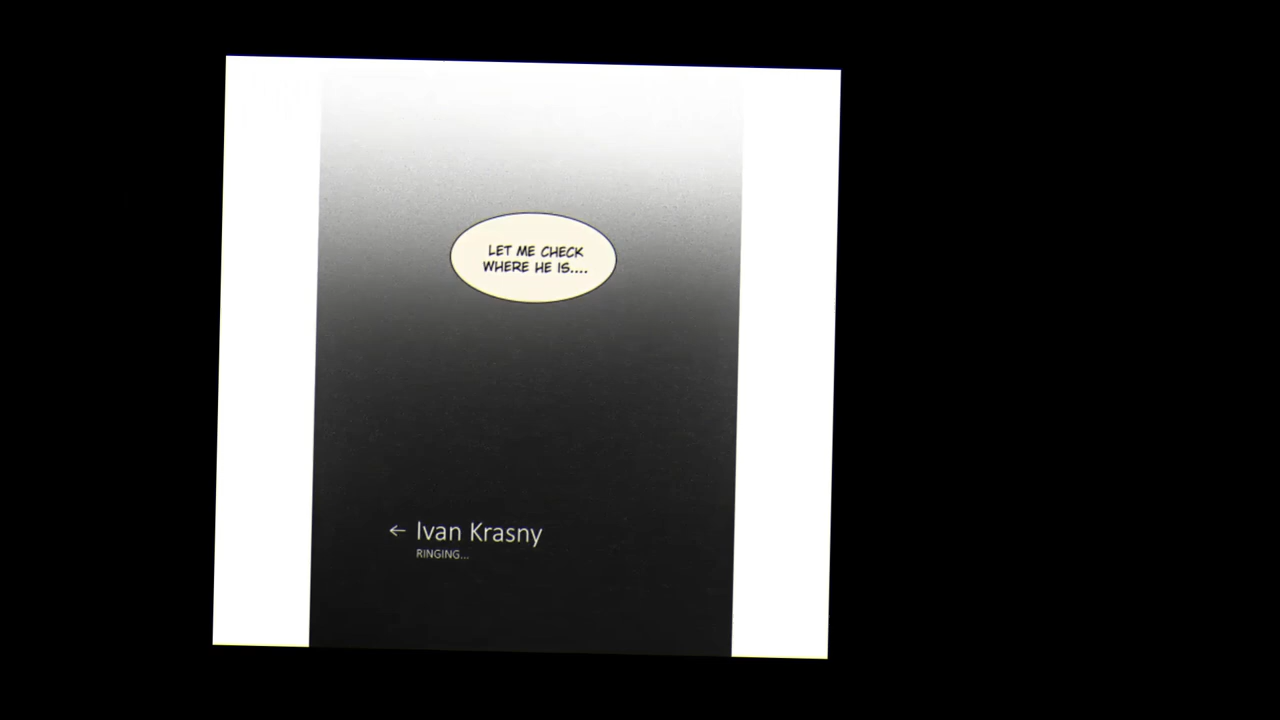 LET ME CHECK
WHERE HE IS....
← Ivan Krasny
RINGING...